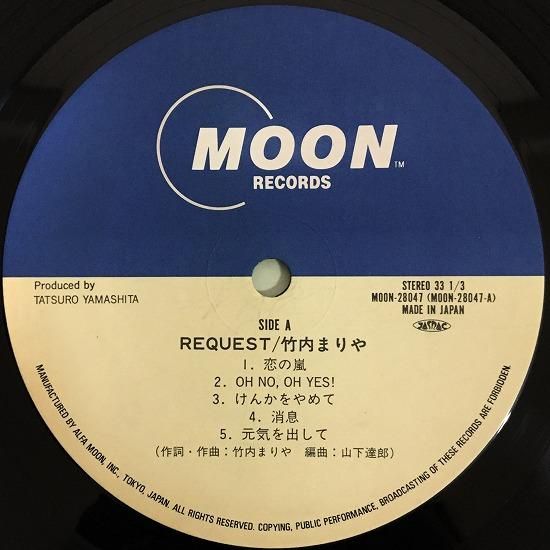 MOON™
RECORDS
Produced by
TATSURO YAMASHITA
STEREO 33 1/3
MOON-28047 (MOON-28047-A)
MADE IN JAPAN
JASRAC
SIDE A
REQUEST/竹内まりや
1. 恋の嵐
2. OH NO, OH YES!
3. けんかをやめて
4. 消息
5. 元気を出して
(作詞・作曲:竹内まりや 編曲:山下達郎)
MANUFACTURED BY ALFA MOON, INC., TOKYO, JAPAN. ALL RIGHTS RESERVED. COPYING, PUBLIC PERFORMANCE, BROADCASTING OF THESE RECORDS ARE FORBIDDEN.